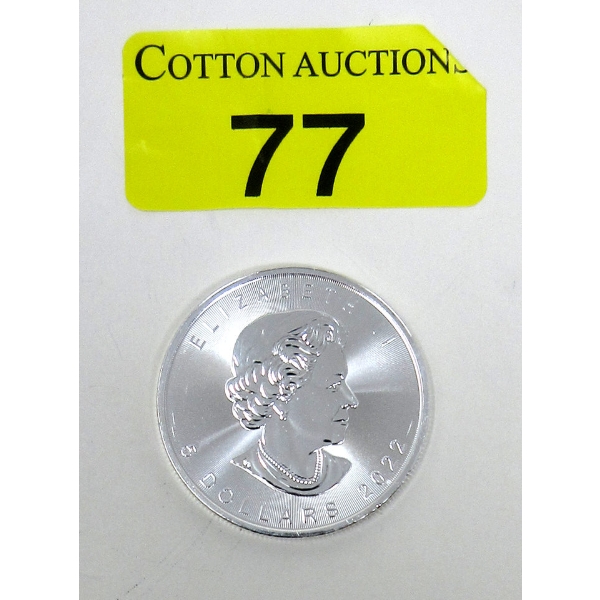 COTTON AUCTIONS
77
ELIZABETH II
5 DOLLARS 2022